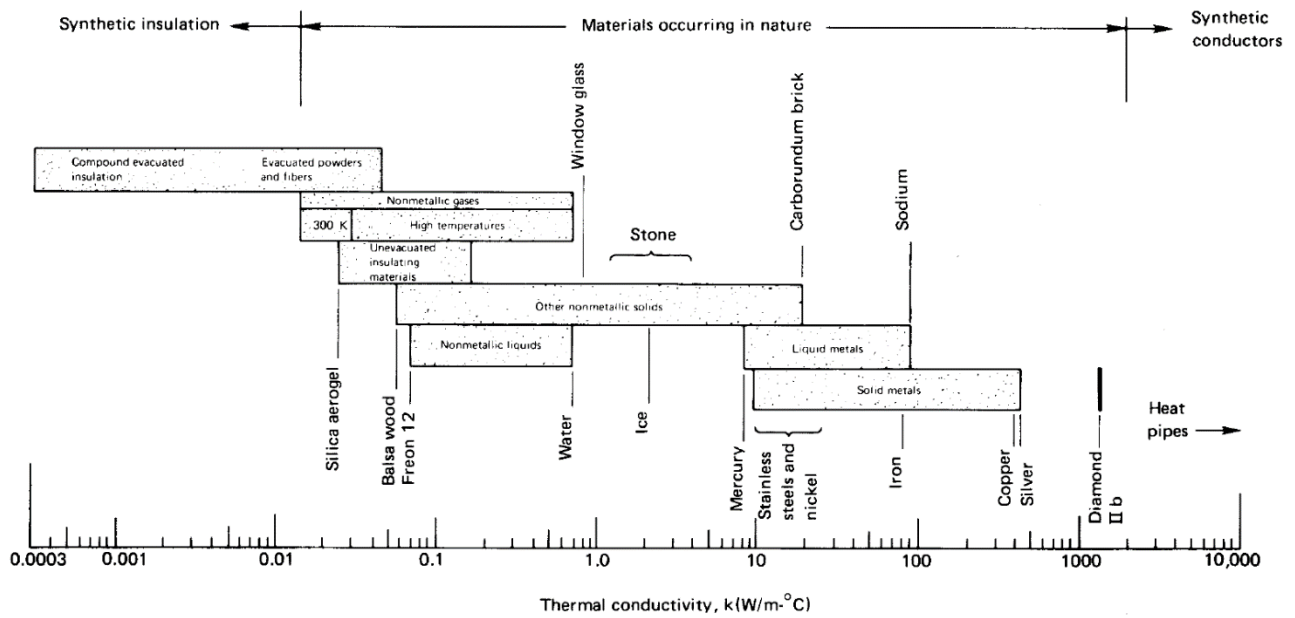 Synthetic insulation
Materials occurring in nature
Synthetic
conductors
Window glass
Carborundum brick
Sodium
Compound evacuated
insulation
Evacuated powders
and fibers
Nonmetallic gases
300 K
High temperatures
Stone
Unevacuated
insulating
materials
Other nonmetallic solids
Nonmetallic liquids
Liquid metals
Solid metals
Heat
pipes
Silica aerogel
Balsa wood
Freon 12
Water
Ice
Mercury
Stainless
steels and
nickel
Iron
Copper
Silver
Diamond
II b
0.0003 0.001 0.01 0.1 1.0 10 100 1000 10,000
Thermal conductivity, k(W/m-°C)